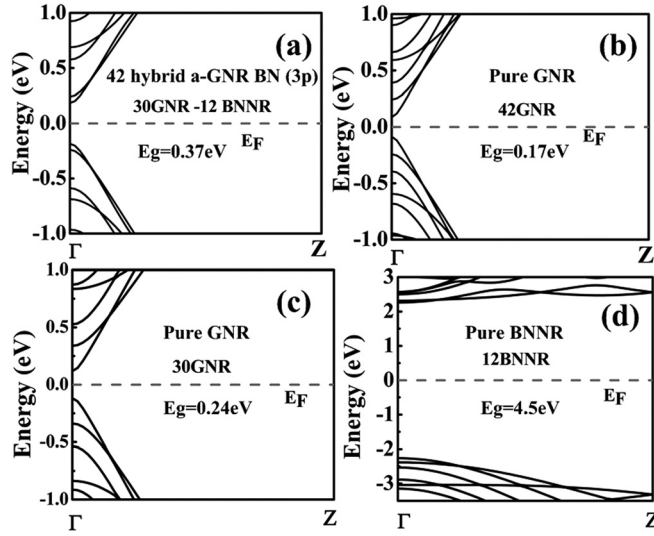 (a)
42 hybrid a-GNR BN (3p)
30GNR -12 BNNR
Eg=0.37eV
EF
Energy (eV)
1.0
0.5
0.0
-0.5
-1.0
Γ
Z
(b)
Pure GNR
42GNR
Eg=0.17eV
EF
Energy (eV)
1.0
0.5
0.0
-0.5
-1.0
Γ
Z
(c)
Pure GNR
30GNR
Eg=0.24eV
EF
Energy (eV)
1.0
0.5
0.0
-0.5
-1.0
Γ
Z
(d)
Pure BNNR
12BNNR
Eg=4.5eV
EF
Energy (eV)
3
2
1
0
-1
-2
-3
Γ
Z